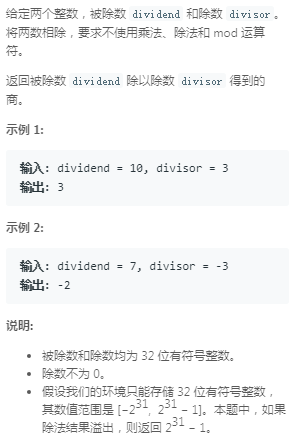 给定两个整数，被除数 dividend 和除数 divisor。
将两数相除，要求不使用乘法、除法和 mod 运算
符。
返回被除数 dividend 除以除数 divisor 得到的
商。
示例 1:
输入: dividend = 10, divisor = 3
输出: 3
示例 2:
输入: dividend = 7, divisor = -3
输出: -2
说明:
• 被除数和除数均为 32 位有符号整数。
• 除数不为 0。
• 假设我们的环境只能存储 32 位有符号整数，
其数值范围是 [−2³¹, 2³¹ − 1]。本题中，如果
除法结果溢出，则返回 2³¹ − 1。